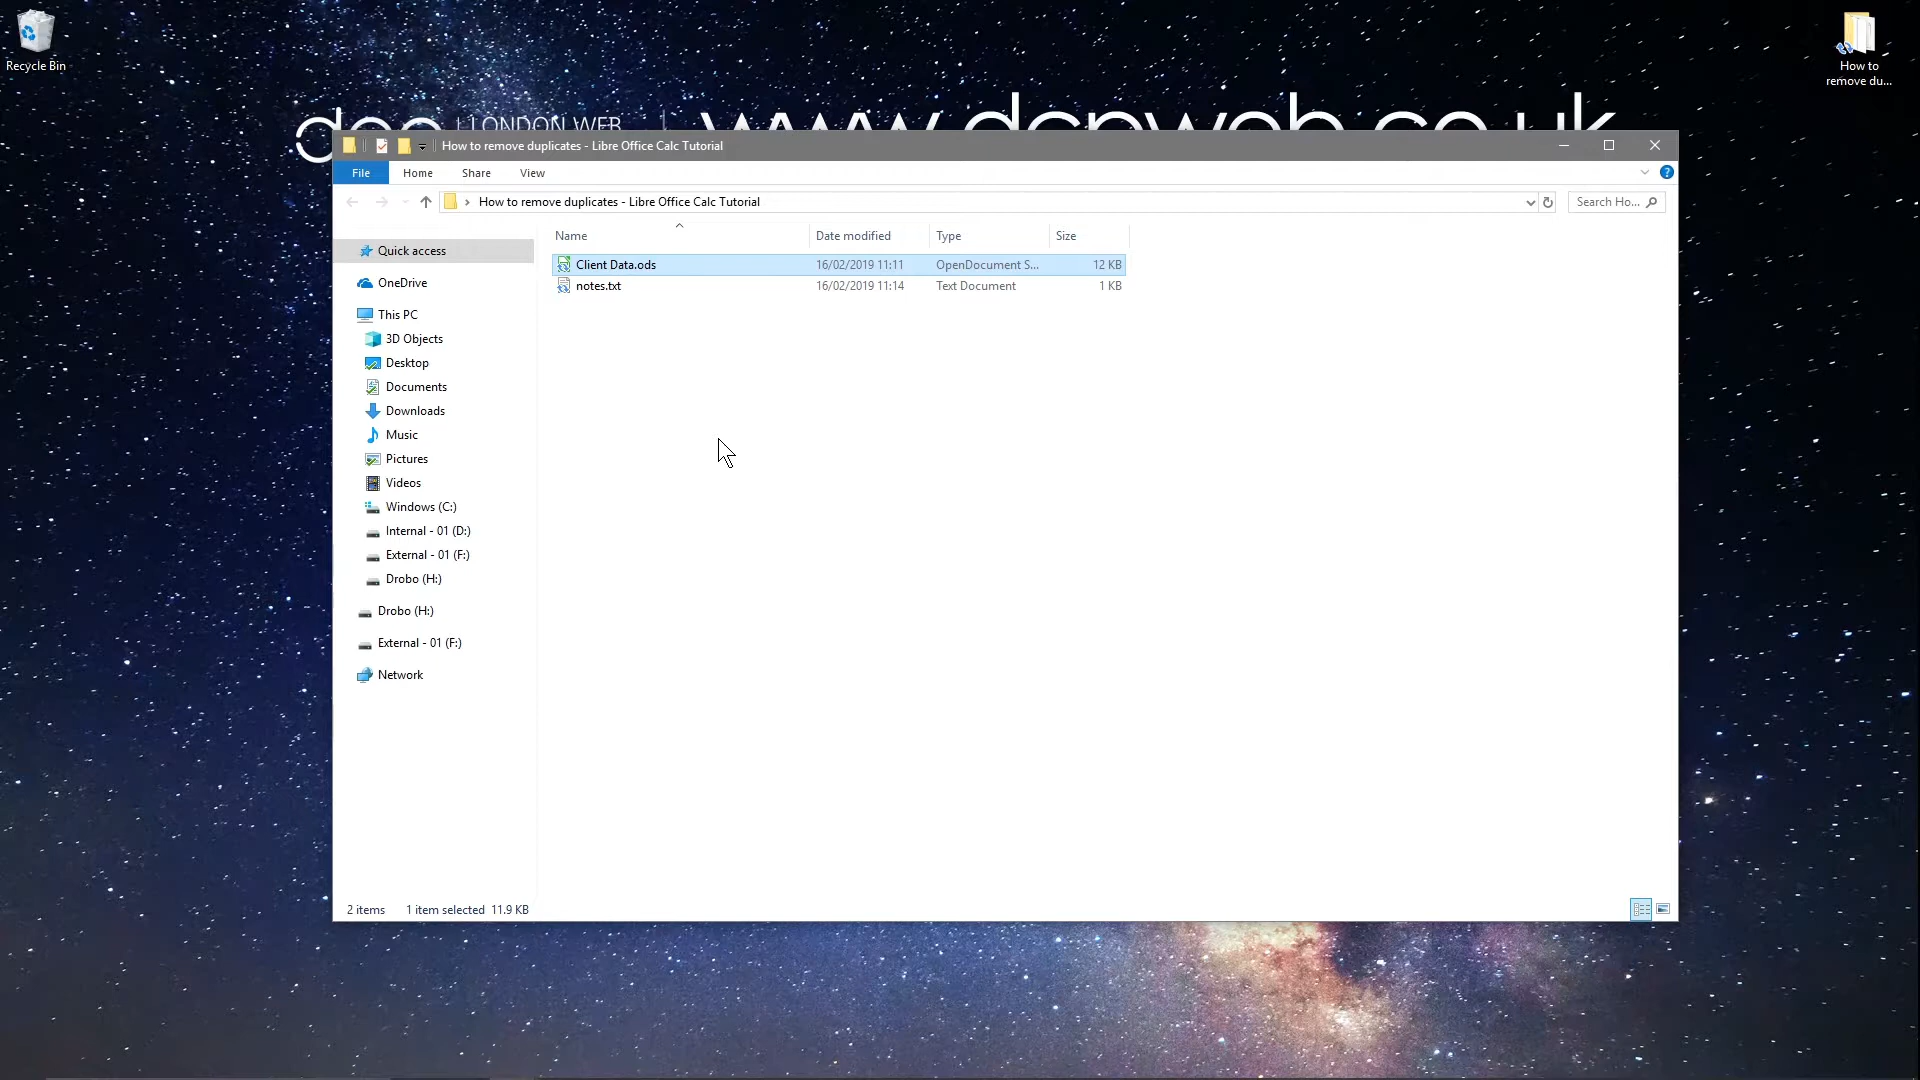 Recycle Bin
How to
remove du...
LONDON WEB
www.dcpweb.co.uk
How to remove duplicates - Libre Office Calc Tutorial
File Home Share View
How to remove duplicates - Libre Office Calc Tutorial
Search Ho...
Name Date modified Type Size
Client Data.ods 16/02/2019 11:11 OpenDocument S... 12 KB
notes.txt 16/02/2019 11:14 Text Document 1 KB
Quick access
OneDrive
This PC
3D Objects
Desktop
Documents
Downloads
Music
Pictures
Videos
Windows (C:)
Internal - 01 (D:)
External - 01 (F:)
Drobo (H:)
Drobo (H:)
External - 01 (F:)
Network
2 items 1 item selected 11.9 KB